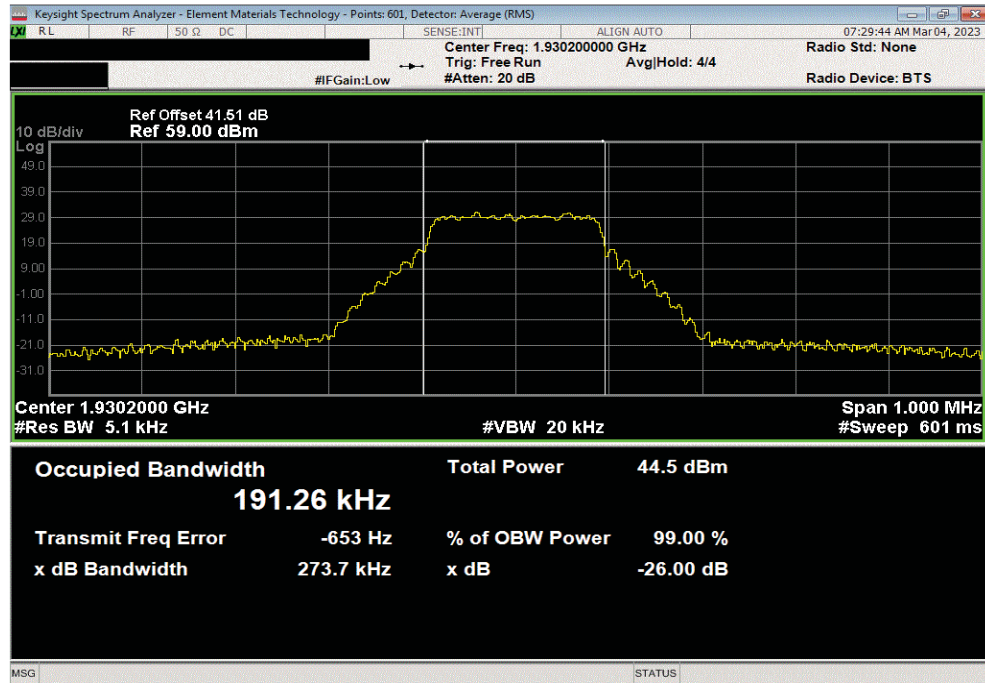 Keysight Spectrum Analyzer - Element Materials Technology - Points: 601, Detector: Average (RMS)
LXI RL RF 50 Ω DC SENSE:INT ALIGN AUTO 07:29:44 AM Mar 04, 2023
Center Freq: 1.930200000 GHz Radio Std: None
Trig: Free Run Avg|Hold: 4/4
#IFGain:Low #Atten: 20 dB Radio Device: BTS
Ref Offset 41.51 dB
10 dB/div Ref 59.00 dBm
Log
49.0
39.0
29.0
19.0
9.00
-1.00
-11.0
-21.0
-31.0
Center 1.9302000 GHz Span 1.000 MHz
#Res BW 5.1 kHz #VBW 20 kHz #Sweep 601 ms
Occupied Bandwidth Total Power 44.5 dBm
191.26 kHz
Transmit Freq Error -653 Hz % of OBW Power 99.00 %
x dB Bandwidth 273.7 kHz x dB -26.00 dB
MSG STATUS